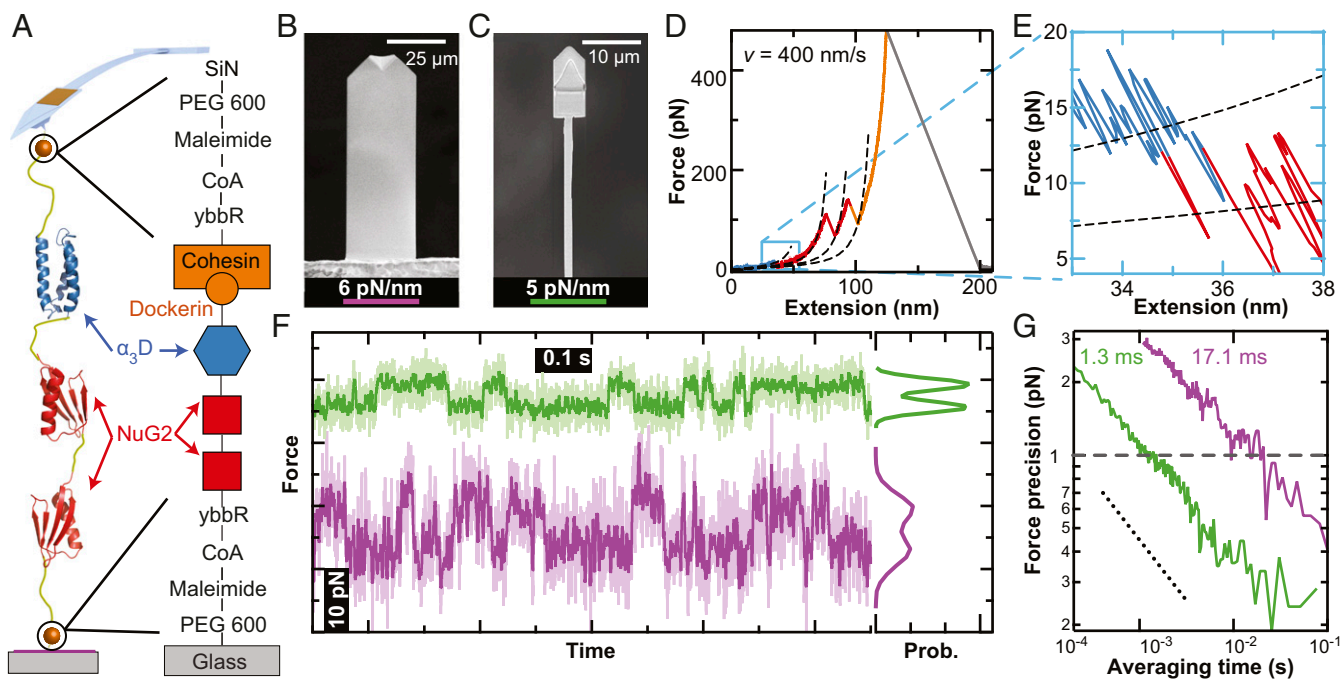 A
SiN
PEG 600
Maleimide
CoA
ybbR
Cohesin
Dockerin
α₃D
NuG2
ybbR
CoA
Maleimide
PEG 600
Glass
B
25 µm
6 pN/nm
C
10 µm
5 pN/nm
D
v = 400 nm/s
Force (pN)
400
200
0
0
50
100
150
200
Extension (nm)
E
Force (pN)
20
15
10
5
34
36
38
Extension (nm)
F
0.1 s
Force
10 pN
Time
Prob.
G
1.3 ms
17.1 ms
Force precision (pN)
3
2
1
7
6
5
4
3
2
10⁻⁴
10⁻³
10⁻²
10⁻¹
Averaging time (s)